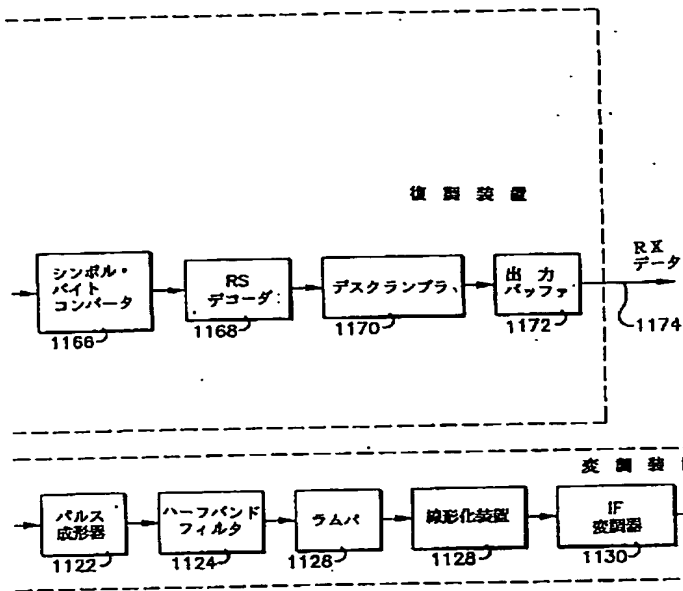 復調装置
シンボル・
バイト
コンバータ
1166
RS
デコーダ
1168
デスクランブラ
1170
出力
バッファ
1172
RX
データ
1174
変調装
パルス
成形器
1122
ハーフバンド
フィルタ
1124
ラムパ
1128
線形化装置
1128
IF
変調器
1130